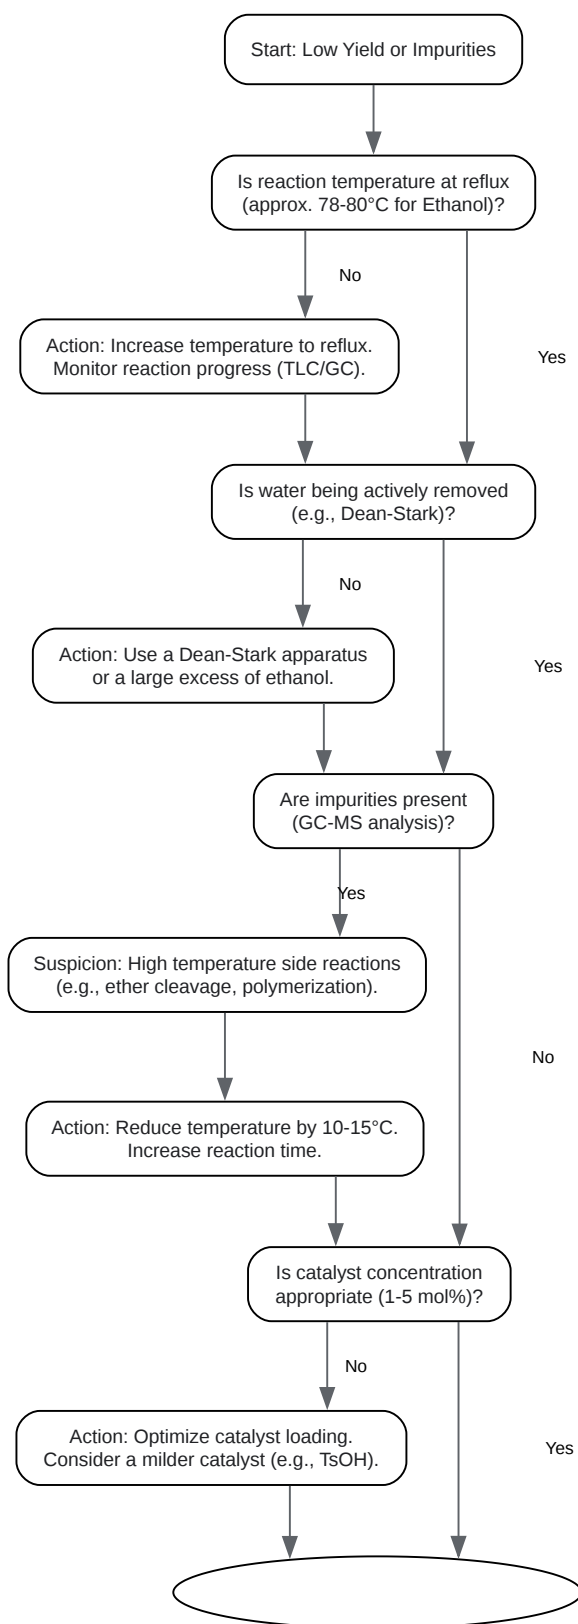 Start: Low Yield or Impurities
Is reaction temperature at reflux
(approx. 78-80°C for Ethanol)?
No
Action: Increase temperature to reflux.
Monitor reaction progress (TLC/GC).
Yes
Is water being actively removed
(e.g., Dean-Stark)?
No
Action: Use a Dean-Stark apparatus
or a large excess of ethanol.
Yes
Are impurities present
(GC-MS analysis)?
Yes
Suspicion: High temperature side reactions
(e.g., ether cleavage, polymerization).
No
Action: Reduce temperature by 10-15°C.
Increase reaction time.
Is catalyst concentration
appropriate (1-5 mol%)?
No
Action: Optimize catalyst loading.
Consider a milder catalyst (e.g., TsOH).
Yes